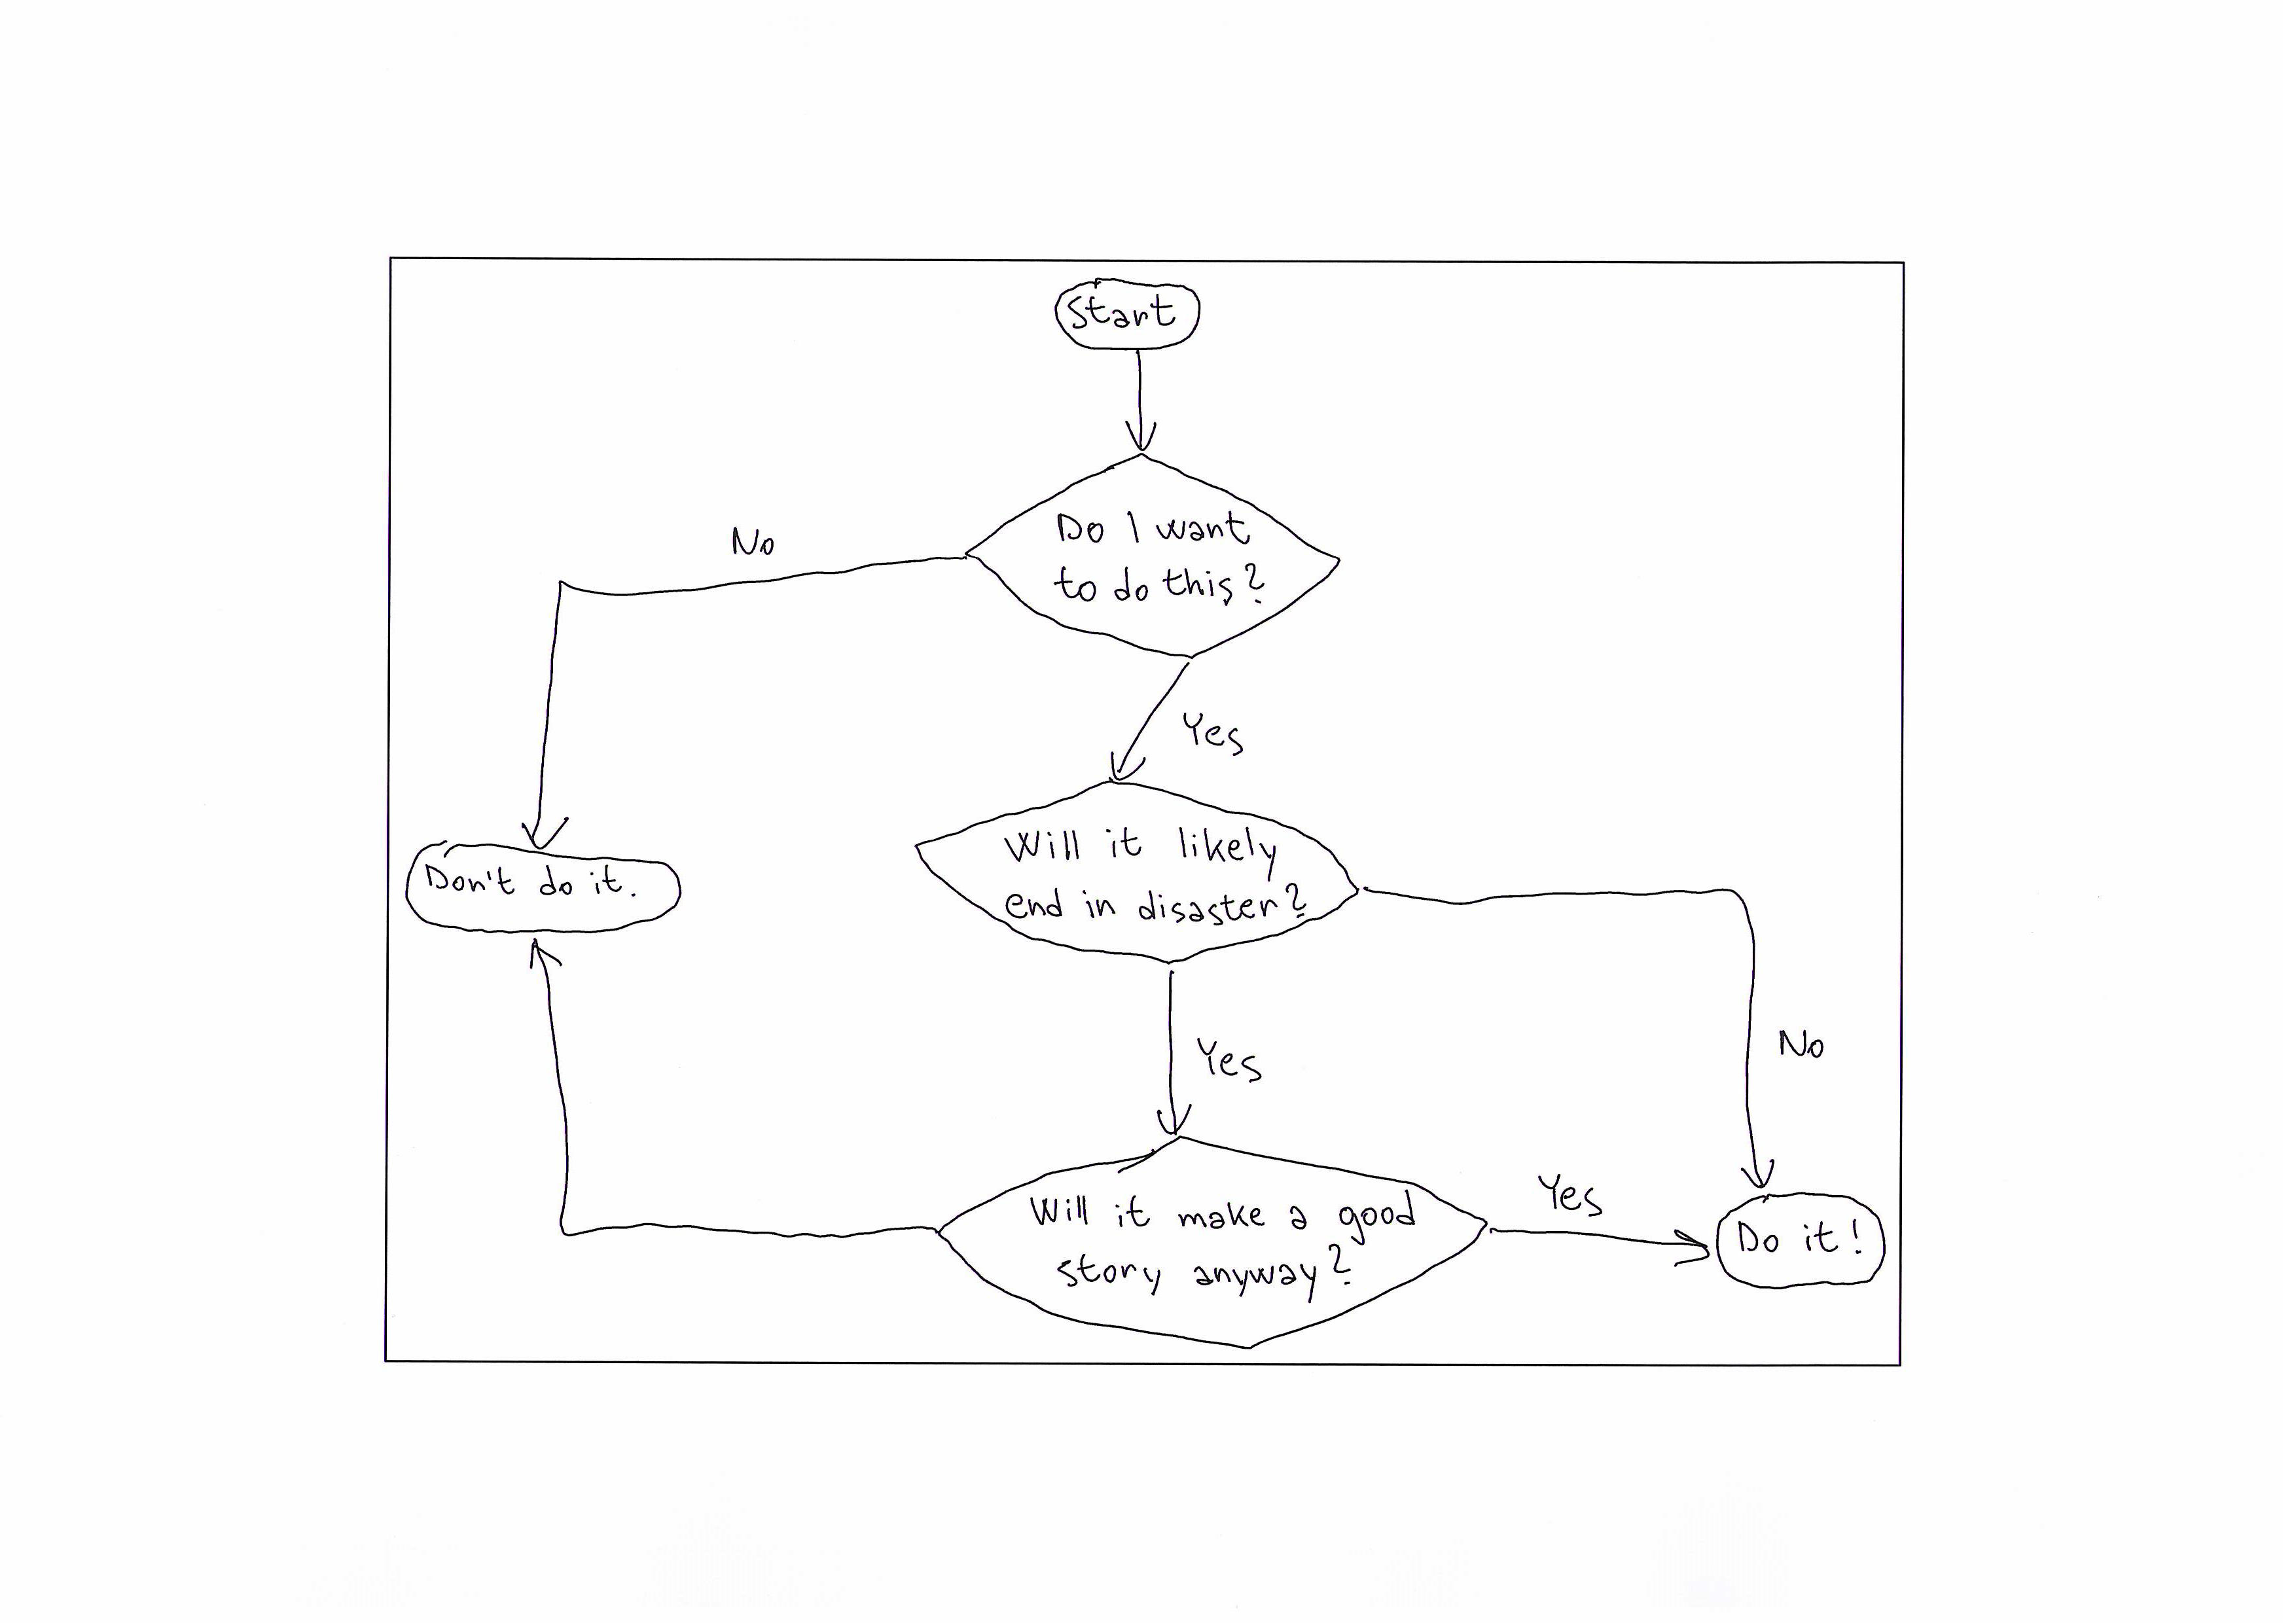 Start
Do I want
to do this?
No
Yes
Will it likely
end in disaster?
Don't do it.
No
Yes
Will it make a good
story anyway?
Yes
Do it!